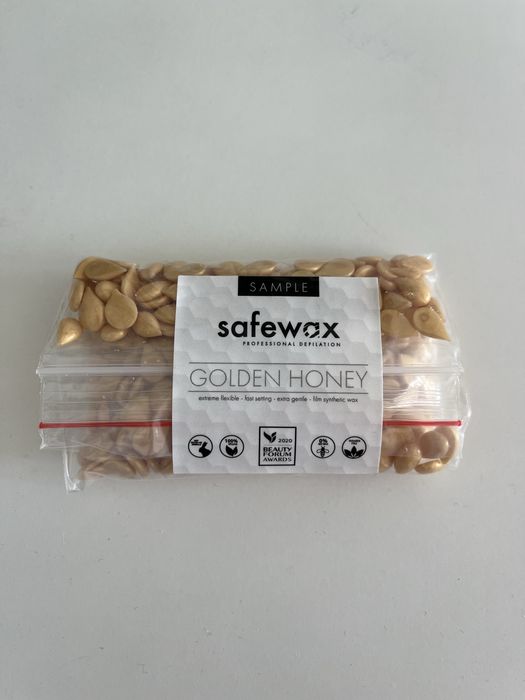 SAMPLE
safewax
PROFESSIONAL DEPILATION
GOLDEN HONEY
extreme flexible - fast setting - extra gentle - film synthetic wax
100%
2020
BEAUTY
FORUM
AWARDS
0%